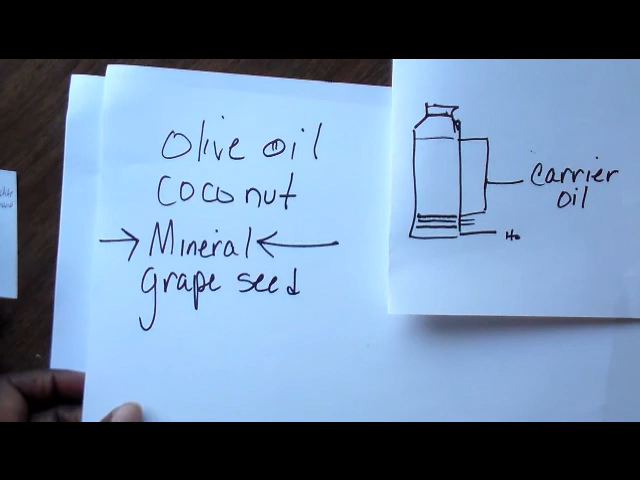 Olive oil
Coconut
Mineral
grape seed
Carrier
oil